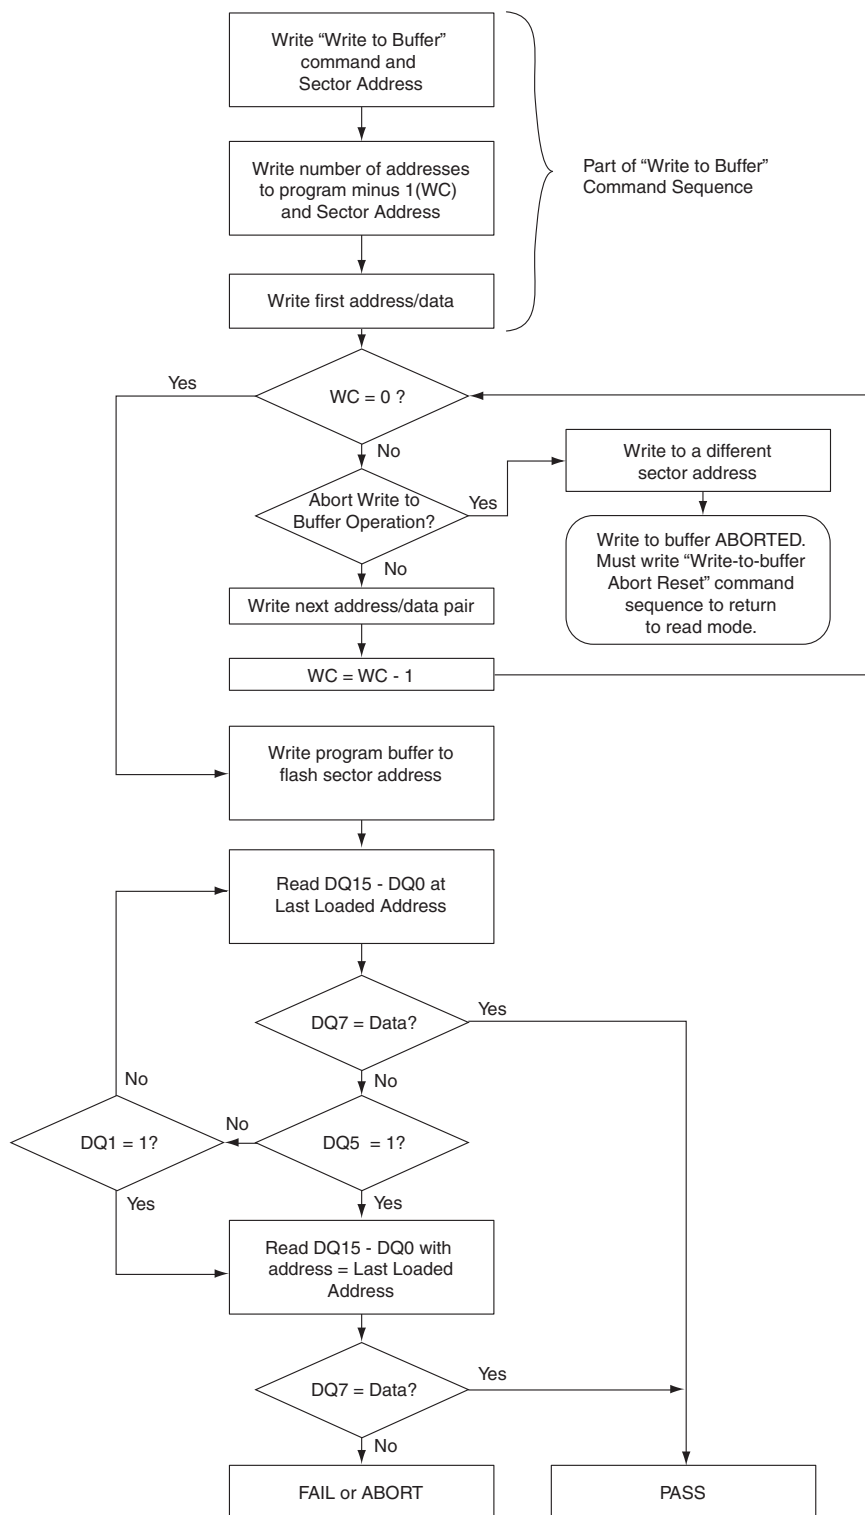 Write “Write to Buffer”
command and
Sector Address
Write number of addresses
to program minus 1(WC)
and Sector Address
Part of “Write to Buffer”
Command Sequence
Write first address/data
Yes
WC = 0 ?
No
Write to a different
sector address
Abort Write to
Buffer Operation?
Yes
No
Write to buffer ABORTED.
Must write “Write-to-buffer
Abort Reset” command
sequence to return
to read mode.
Write next address/data pair
WC = WC - 1
Write program buffer to
flash sector address
Read DQ15 - DQ0 at
Last Loaded Address
DQ7 = Data?
Yes
No
No
DQ1 = 1?
No
DQ5 = 1?
Yes
Yes
Read DQ15 - DQ0 with
address = Last Loaded
Address
DQ7 = Data?
Yes
No
FAIL or ABORT
PASS